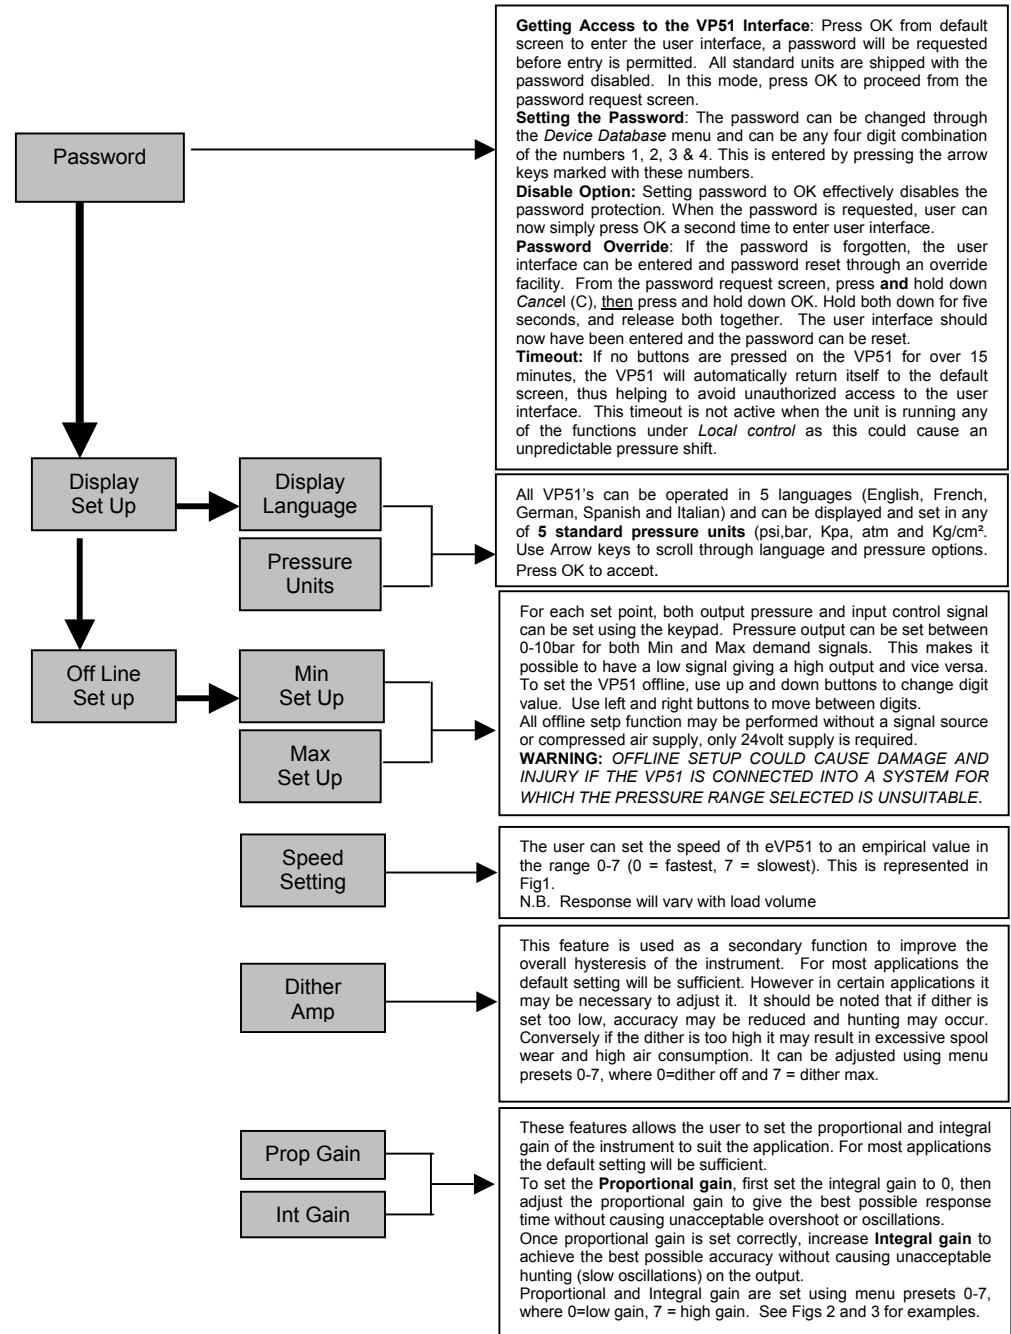 Password
Getting Access to the VP51 Interface: Press OK from default
screen to enter the user interface, a password will be requested
before entry is permitted. All standard units are shipped with the
password disabled. In this mode, press OK to proceed from the
password request screen.
Setting the Password: The password can be changed through
the Device Database menu and can be any four digit combination
of the numbers 1, 2, 3 & 4. This is entered by pressing the arrow
keys marked with these numbers.
Disable Option: Setting password to OK effectively disables the
password protection. When the password is requested, user can
now simply press OK a second time to enter user interface.
Password Override: If the password is forgotten, the user
interface can be entered and password reset through an override
facility. From the password request screen, press and hold down
Cancel (C), then press and hold down OK. Hold both down for five
seconds, and release both together. The user interface should
now have been entered and the password can be reset.
Timeout: If no buttons are pressed on the VP51 for over 15
minutes, the VP51 will automatically return itself to the default
screen, thus helping to avoid unauthorized access to the user
interface. This timeout is not active when the unit is running any
of the functions under Local control as this could cause an
unpredictable pressure shift.
Display
Set Up
Display
Language
Pressure
Units
All VP51's can be operated in 5 languages (English, French,
German, Spanish and Italian) and can be displayed and set in any
of 5 standard pressure units (psi,bar, Kpa, atm and Kg/cm².
Use Arrow keys to scroll through language and pressure options.
Press OK to accept.
Off Line
Set up
Min
Set Up
Max
Set Up
For each set point, both output pressure and input control signal
can be set using the keypad. Pressure output can be set between
0-10bar for both Min and Max demand signals. This makes it
possible to have a low signal giving a high output and vice versa.
To set the VP51 offline, use up and down buttons to change digit
value. Use left and right buttons to move between digits.
All offline setp function may be performed without a signal source
or compressed air supply, only 24volt supply is required.
WARNING: OFFLINE SETUP COULD CAUSE DAMAGE AND
INJURY IF THE VP51 IS CONNECTED INTO A SYSTEM FOR
WHICH THE PRESSURE RANGE SELECTED IS UNSUITABLE.
Speed
Setting
The user can set the speed of th eVP51 to an empirical value in
the range 0-7 (0 = fastest, 7 = slowest). This is represented in
Fig1.
N.B. Response will vary with load volume
Dither
Amp
This feature is used as a secondary function to improve the
overall hysteresis of the instrument. For most applications the
default setting will be sufficient. However in certain applications it
may be necessary to adjust it. It should be noted that if dither is
set too low, accuracy may be reduced and hunting may occur.
Conversely if the dither is too high it may result in excessive spool
wear and high air consumption. It can be adjusted using menu
presets 0-7, where 0=dither off and 7 = dither max.
Prop Gain
Int Gain
These features allows the user to set the proportional and integral
gain of the instrument to suit the application. For most applications
the default setting will be sufficient.
To set the Proportional gain, first set the integral gain to 0, then
adjust the proportional gain to give the best possible response
time without causing unacceptable overshoot or oscillations.
Once proportional gain is set correctly, increase Integral gain to
achieve the best possible accuracy without causing unacceptable
hunting (slow oscillations) on the output.
Proportional and Integral gain are set using menu presets 0-7,
where 0=low gain, 7 = high gain. See Figs 2 and 3 for examples.